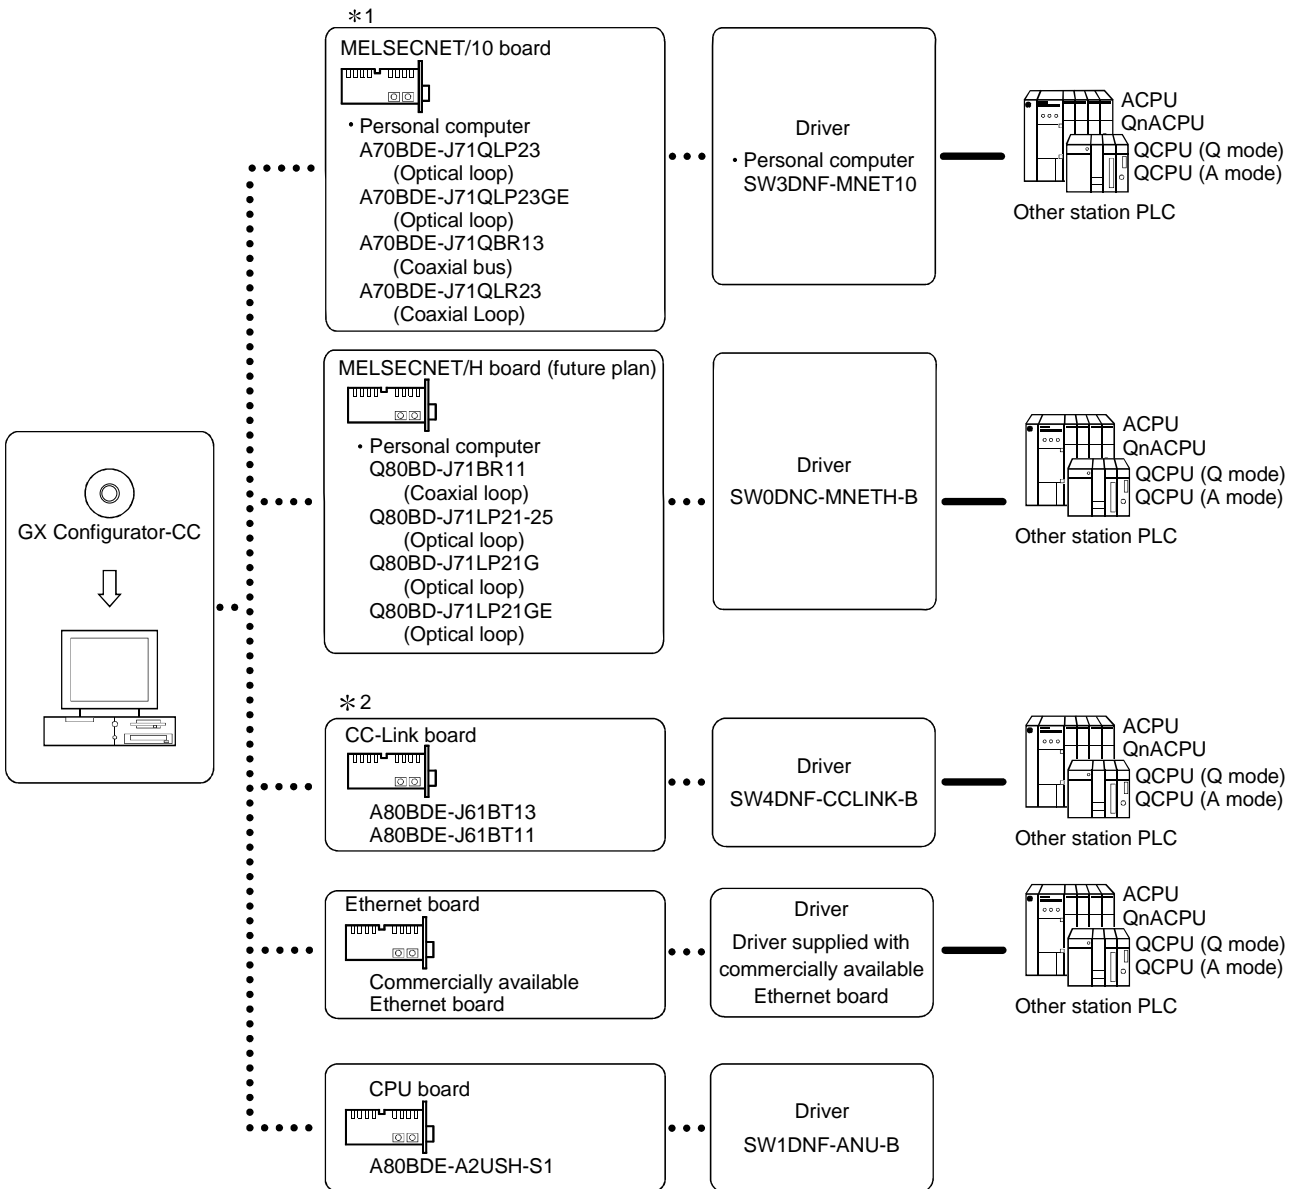 ＊1
MELSECNET/10 board
・Personal computer
A70BDE-J71QLP23
(Optical loop)
A70BDE-J71QLP23GE
(Optical loop)
A70BDE-J71QBR13
(Coaxial bus)
A70BDE-J71QLR23
(Coaxial Loop)
Driver
・Personal computer
SW3DNF-MNET10
ACPU
QnACPU
QCPU (Q mode)
QCPU (A mode)
Other station PLC
MELSECNET/H board (future plan)
・Personal computer
Q80BD-J71BR11
(Coaxial loop)
Q80BD-J71LP21-25
(Optical loop)
Q80BD-J71LP21G
(Optical loop)
Q80BD-J71LP21GE
(Optical loop)
Driver
SW0DNC-MNETH-B
ACPU
QnACPU
QCPU (Q mode)
QCPU (A mode)
Other station PLC
GX Configurator-CC
＊2
CC-Link board
A80BDE-J61BT13
A80BDE-J61BT11
Driver
SW4DNF-CCLINK-B
ACPU
QnACPU
QCPU (Q mode)
QCPU (A mode)
Other station PLC
Ethernet board
Commercially available
Ethernet board
Driver
Driver supplied with
commercially available
Ethernet board
ACPU
QnACPU
QCPU (Q mode)
QCPU (A mode)
Other station PLC
CPU board
A80BDE-A2USH-S1
Driver
SW1DNF-ANU-B